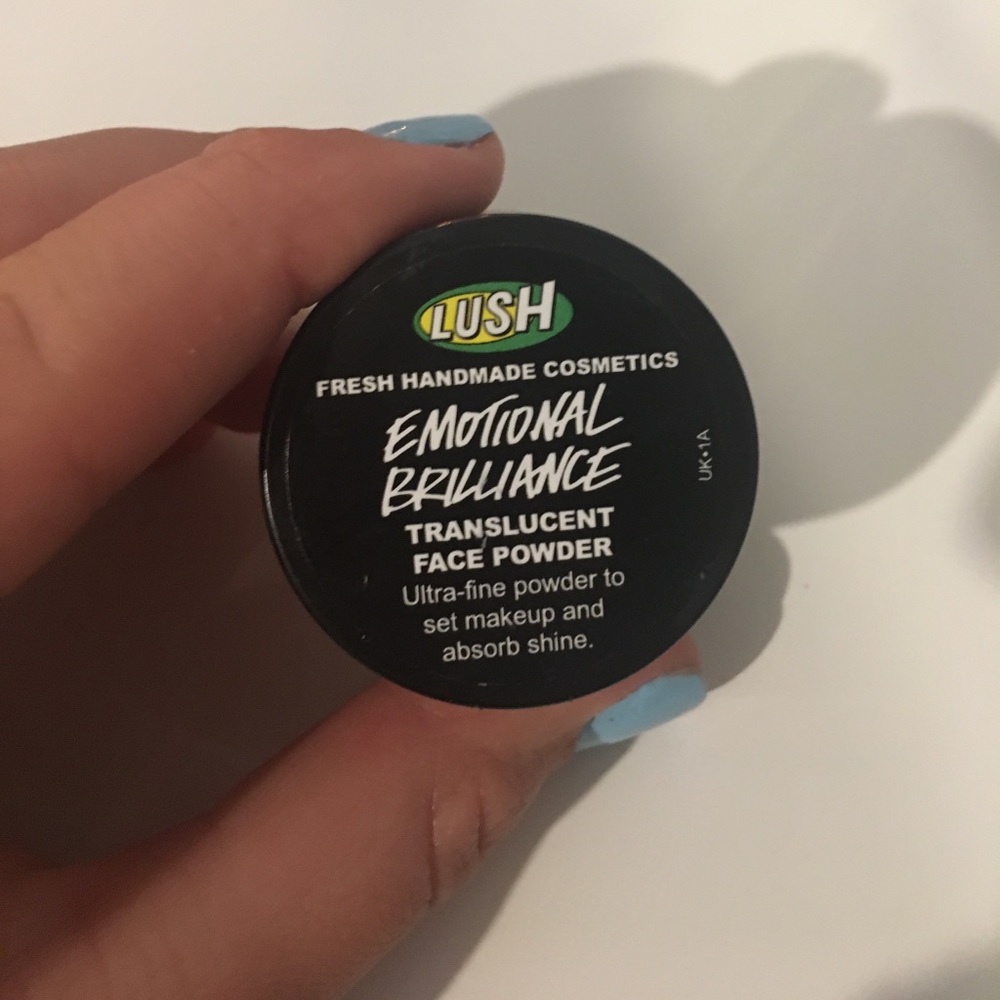 LUSH
FRESH HANDMADE COSMETICS
EMOTIONAL
BRILLIANCE
TRANSLUCENT
FACE POWDER
Ultra-fine powder to
set makeup and
absorb shine.
UK•1A